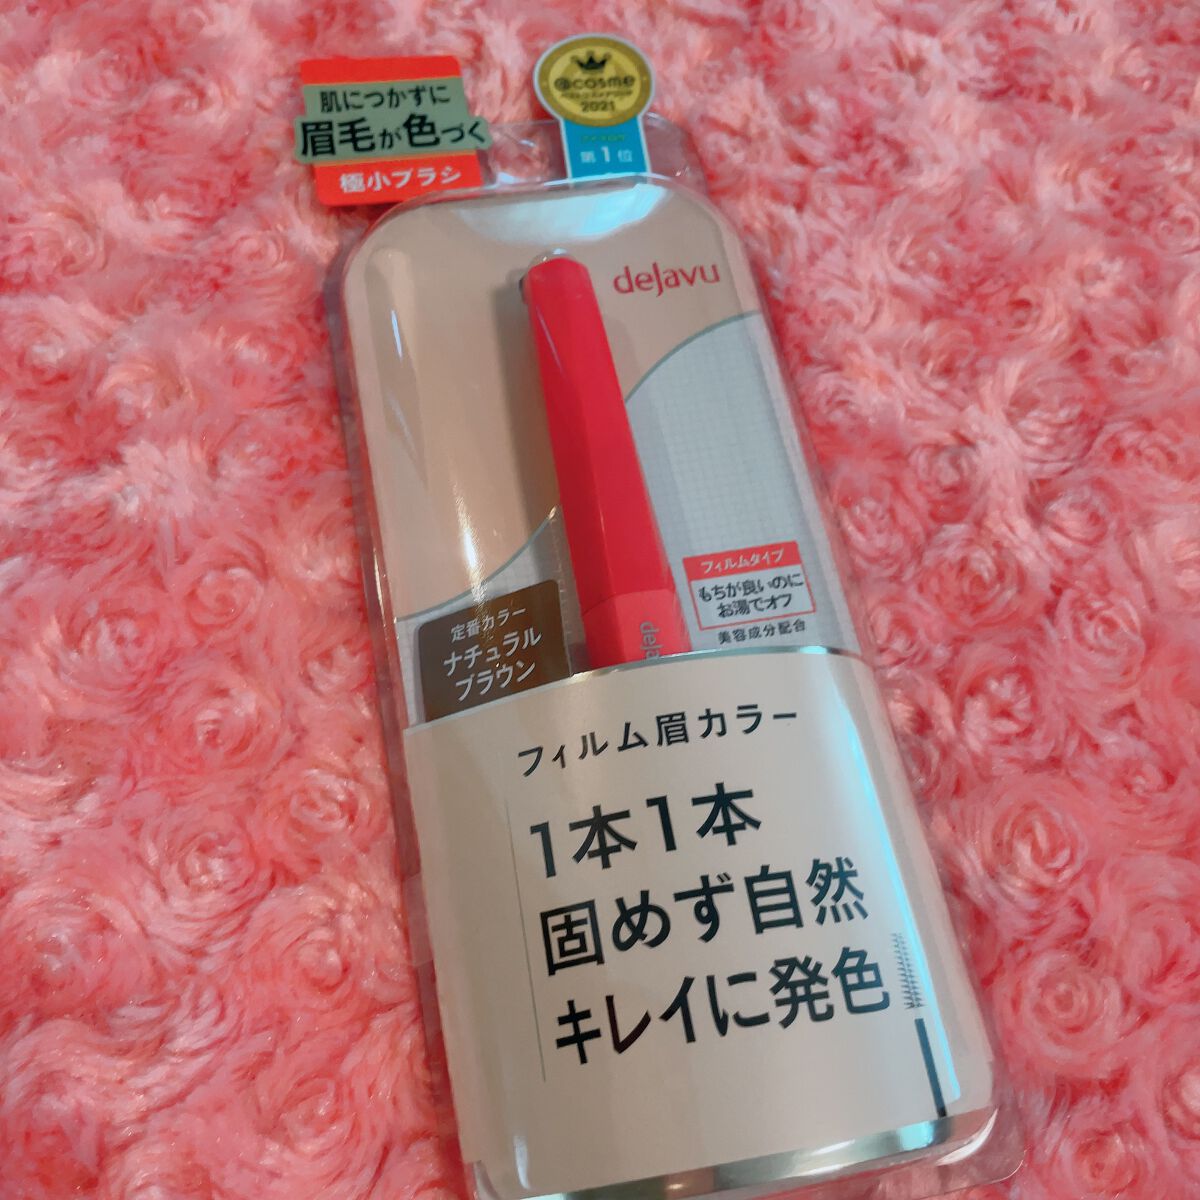 肌につかずに
眉毛が色づく
極小ブラシ
@cosme
2021
第1位
dejavu
フィルムタイプ
もちが良いのに
お湯でオフ
美容成分配合
定番カラー
ナチュラル
ブラウン
deja
フィルム眉カラー
1本1本
固めず自然
キレイに発色